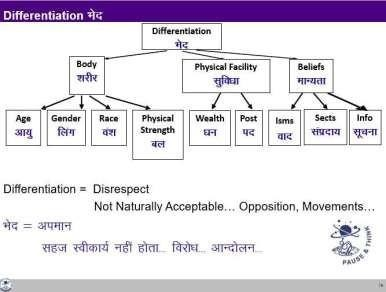 Differentiation भेद
Differentiation
भेद
Body
शरीर
Physical Facility
सुविधा
Beliefs
मान्यता
Age
आयु
Gender
लिंग
Race
वंश
Physical
Strength
बल
Wealth
धन
Post
पद
Isms
वाद
Sects
संप्रदाय
Info
सूचना
Differentiation = Disrespect
Not Naturally Acceptable… Opposition, Movements…
भेद = अपमान
सहज स्वीकार्य नहीं होता… विरोध… आन्दोलन…
PAUSE & THINK